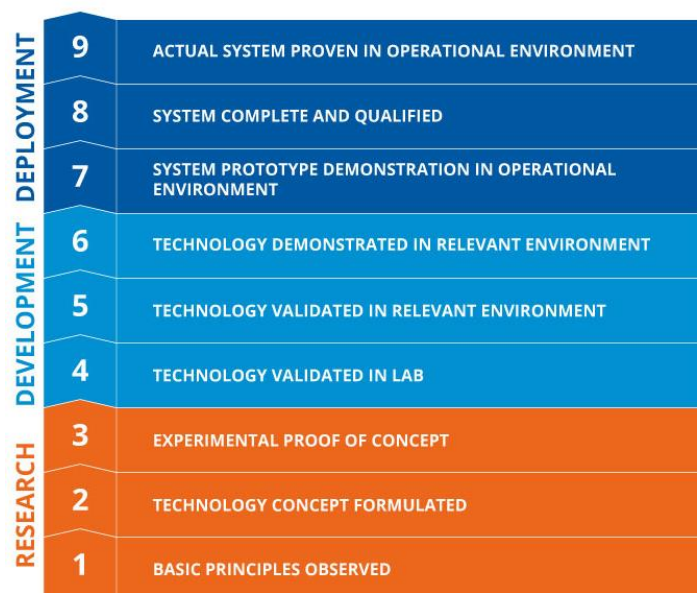 DEPLOYMENT
9
ACTUAL SYSTEM PROVEN IN OPERATIONAL ENVIRONMENT
8
SYSTEM COMPLETE AND QUALIFIED
7
SYSTEM PROTOTYPE DEMONSTRATION IN OPERATIONAL
ENVIRONMENT
DEVELOPMENT
6
TECHNOLOGY DEMONSTRATED IN RELEVANT ENVIRONMENT
5
TECHNOLOGY VALIDATED IN RELEVANT ENVIRONMENT
4
TECHNOLOGY VALIDATED IN LAB
RESEARCH
3
EXPERIMENTAL PROOF OF CONCEPT
2
TECHNOLOGY CONCEPT FORMULATED
1
BASIC PRINCIPLES OBSERVED